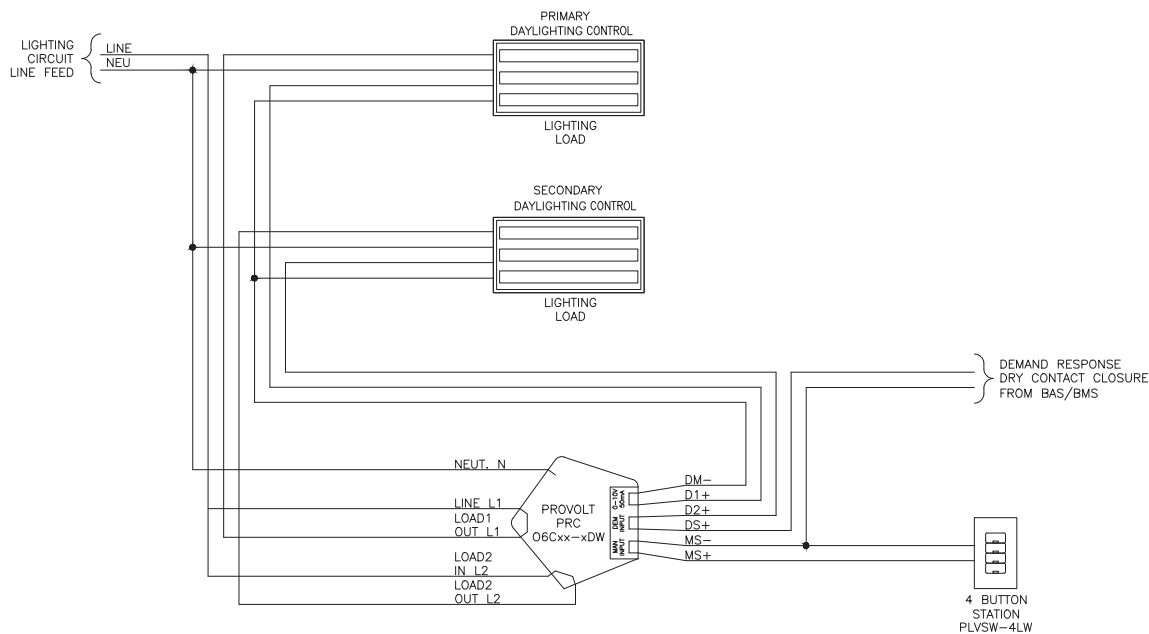 PRIMARY
DAYLIGHTING CONTROL
LIGHTING
CIRCUIT
LINE FEED
LINE
NEU
LIGHTING
LOAD
SECONDARY
DAYLIGHTING CONTROL
LIGHTING
LOAD
DEMAND RESPONSE
DRY CONTACT CLOSURE
FROM BAS/BMS
NEUT. N
LINE L1
LOAD1
OUT L1
LOAD2
IN L2
LOAD2
OUT L2
PROVOLT
PRC
O6Cxx-xDW
0-10V
50mA
DEM
INPUT
MAN
INPUT
DM-
D1+
D2+
DS+
MS-
MS+
4 BUTTON
STATION
PLVSW-4LW